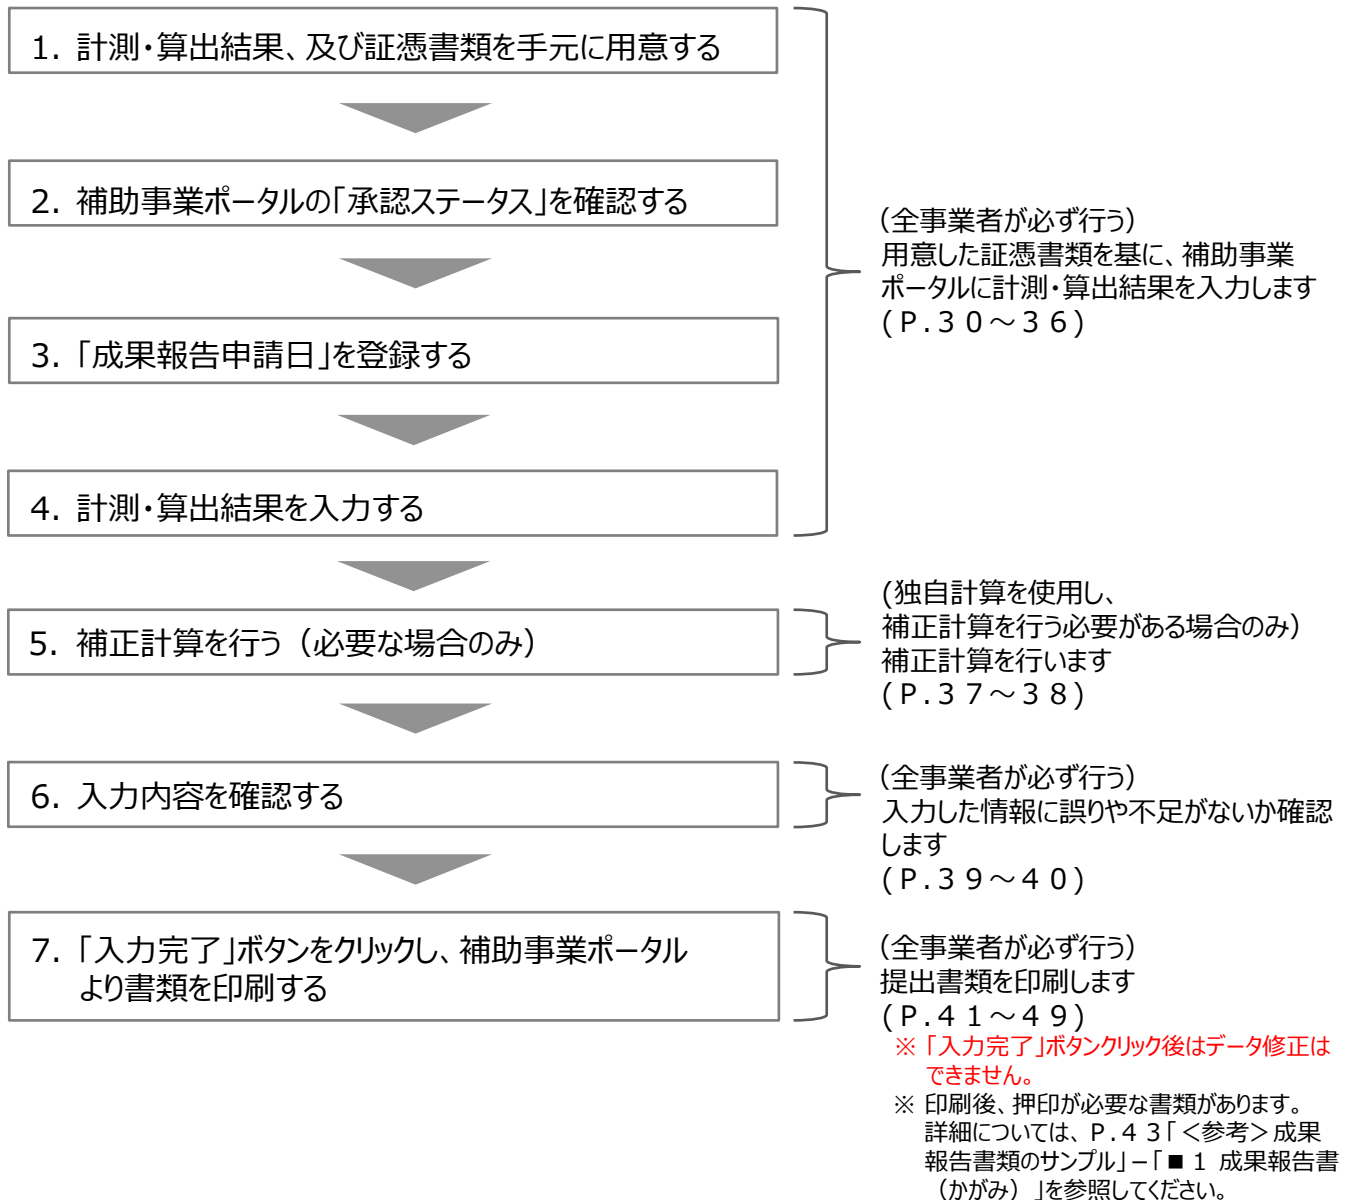 1. 計測・算出結果、及び証憑書類を手元に用意する
2. 補助事業ポータルの「承認ステータス」を確認する
3. 「成果報告申請日」を登録する
4. 計測・算出結果を入力する
(全事業者が必ず行う)
用意した証憑書類を基に、補助事業
ポータルに計測・算出結果を入力します
(P.30～36)
5. 補正計算を行う（必要な場合のみ）
(独自計算を使用し、
補正計算を行う必要がある場合のみ)
補正計算を行います
(P.37～38)
6. 入力内容を確認する
(全事業者が必ず行う)
入力した情報に誤りや不足がないか確認
します
(P.39～40)
7. 「入力完了」ボタンをクリックし、補助事業ポータル
より書類を印刷する
(全事業者が必ず行う)
提出書類を印刷します
(P.41～49)
※「入力完了」ボタンクリック後はデータ修正は
できません。
※ 印刷後、押印が必要な書類があります。
詳細については、P.43「＜参考＞成果
報告書類のサンプル」－「■1 成果報告書
（かがみ）」を参照してください。